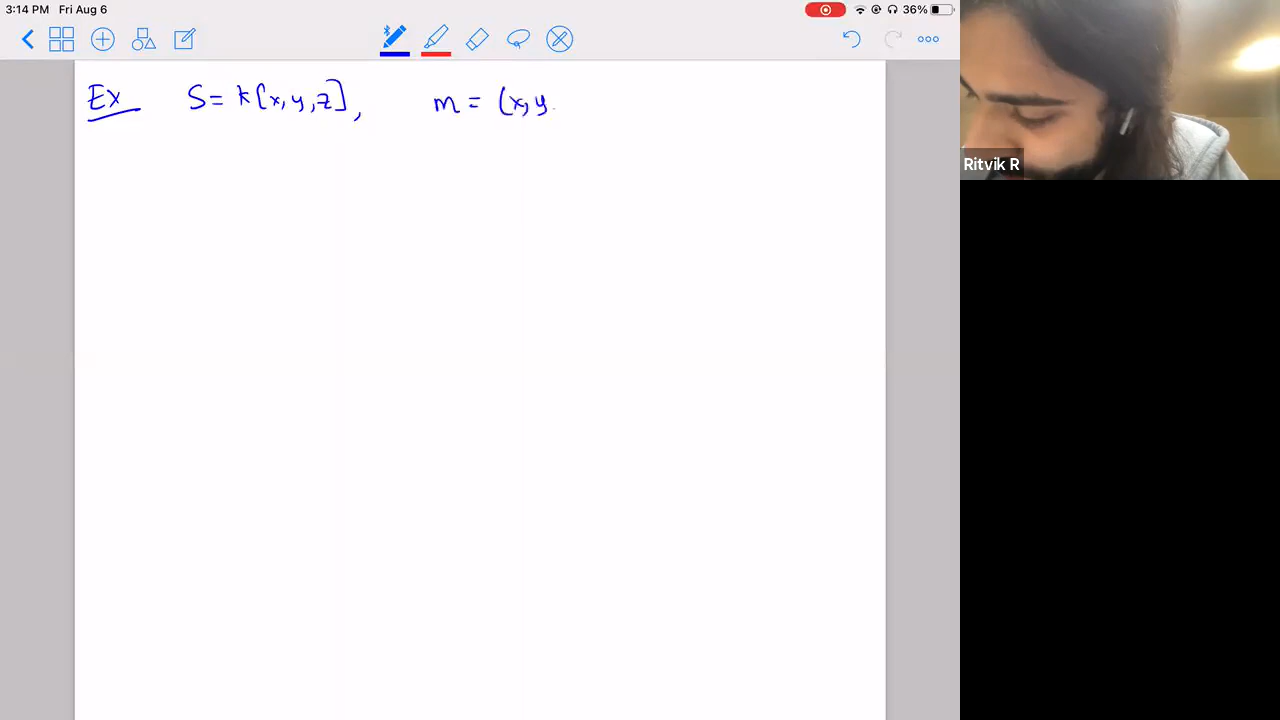 3:14 PM Fri Aug 6
36%
Ex S = k[x, y, z], m = (x, y
Ritvik R